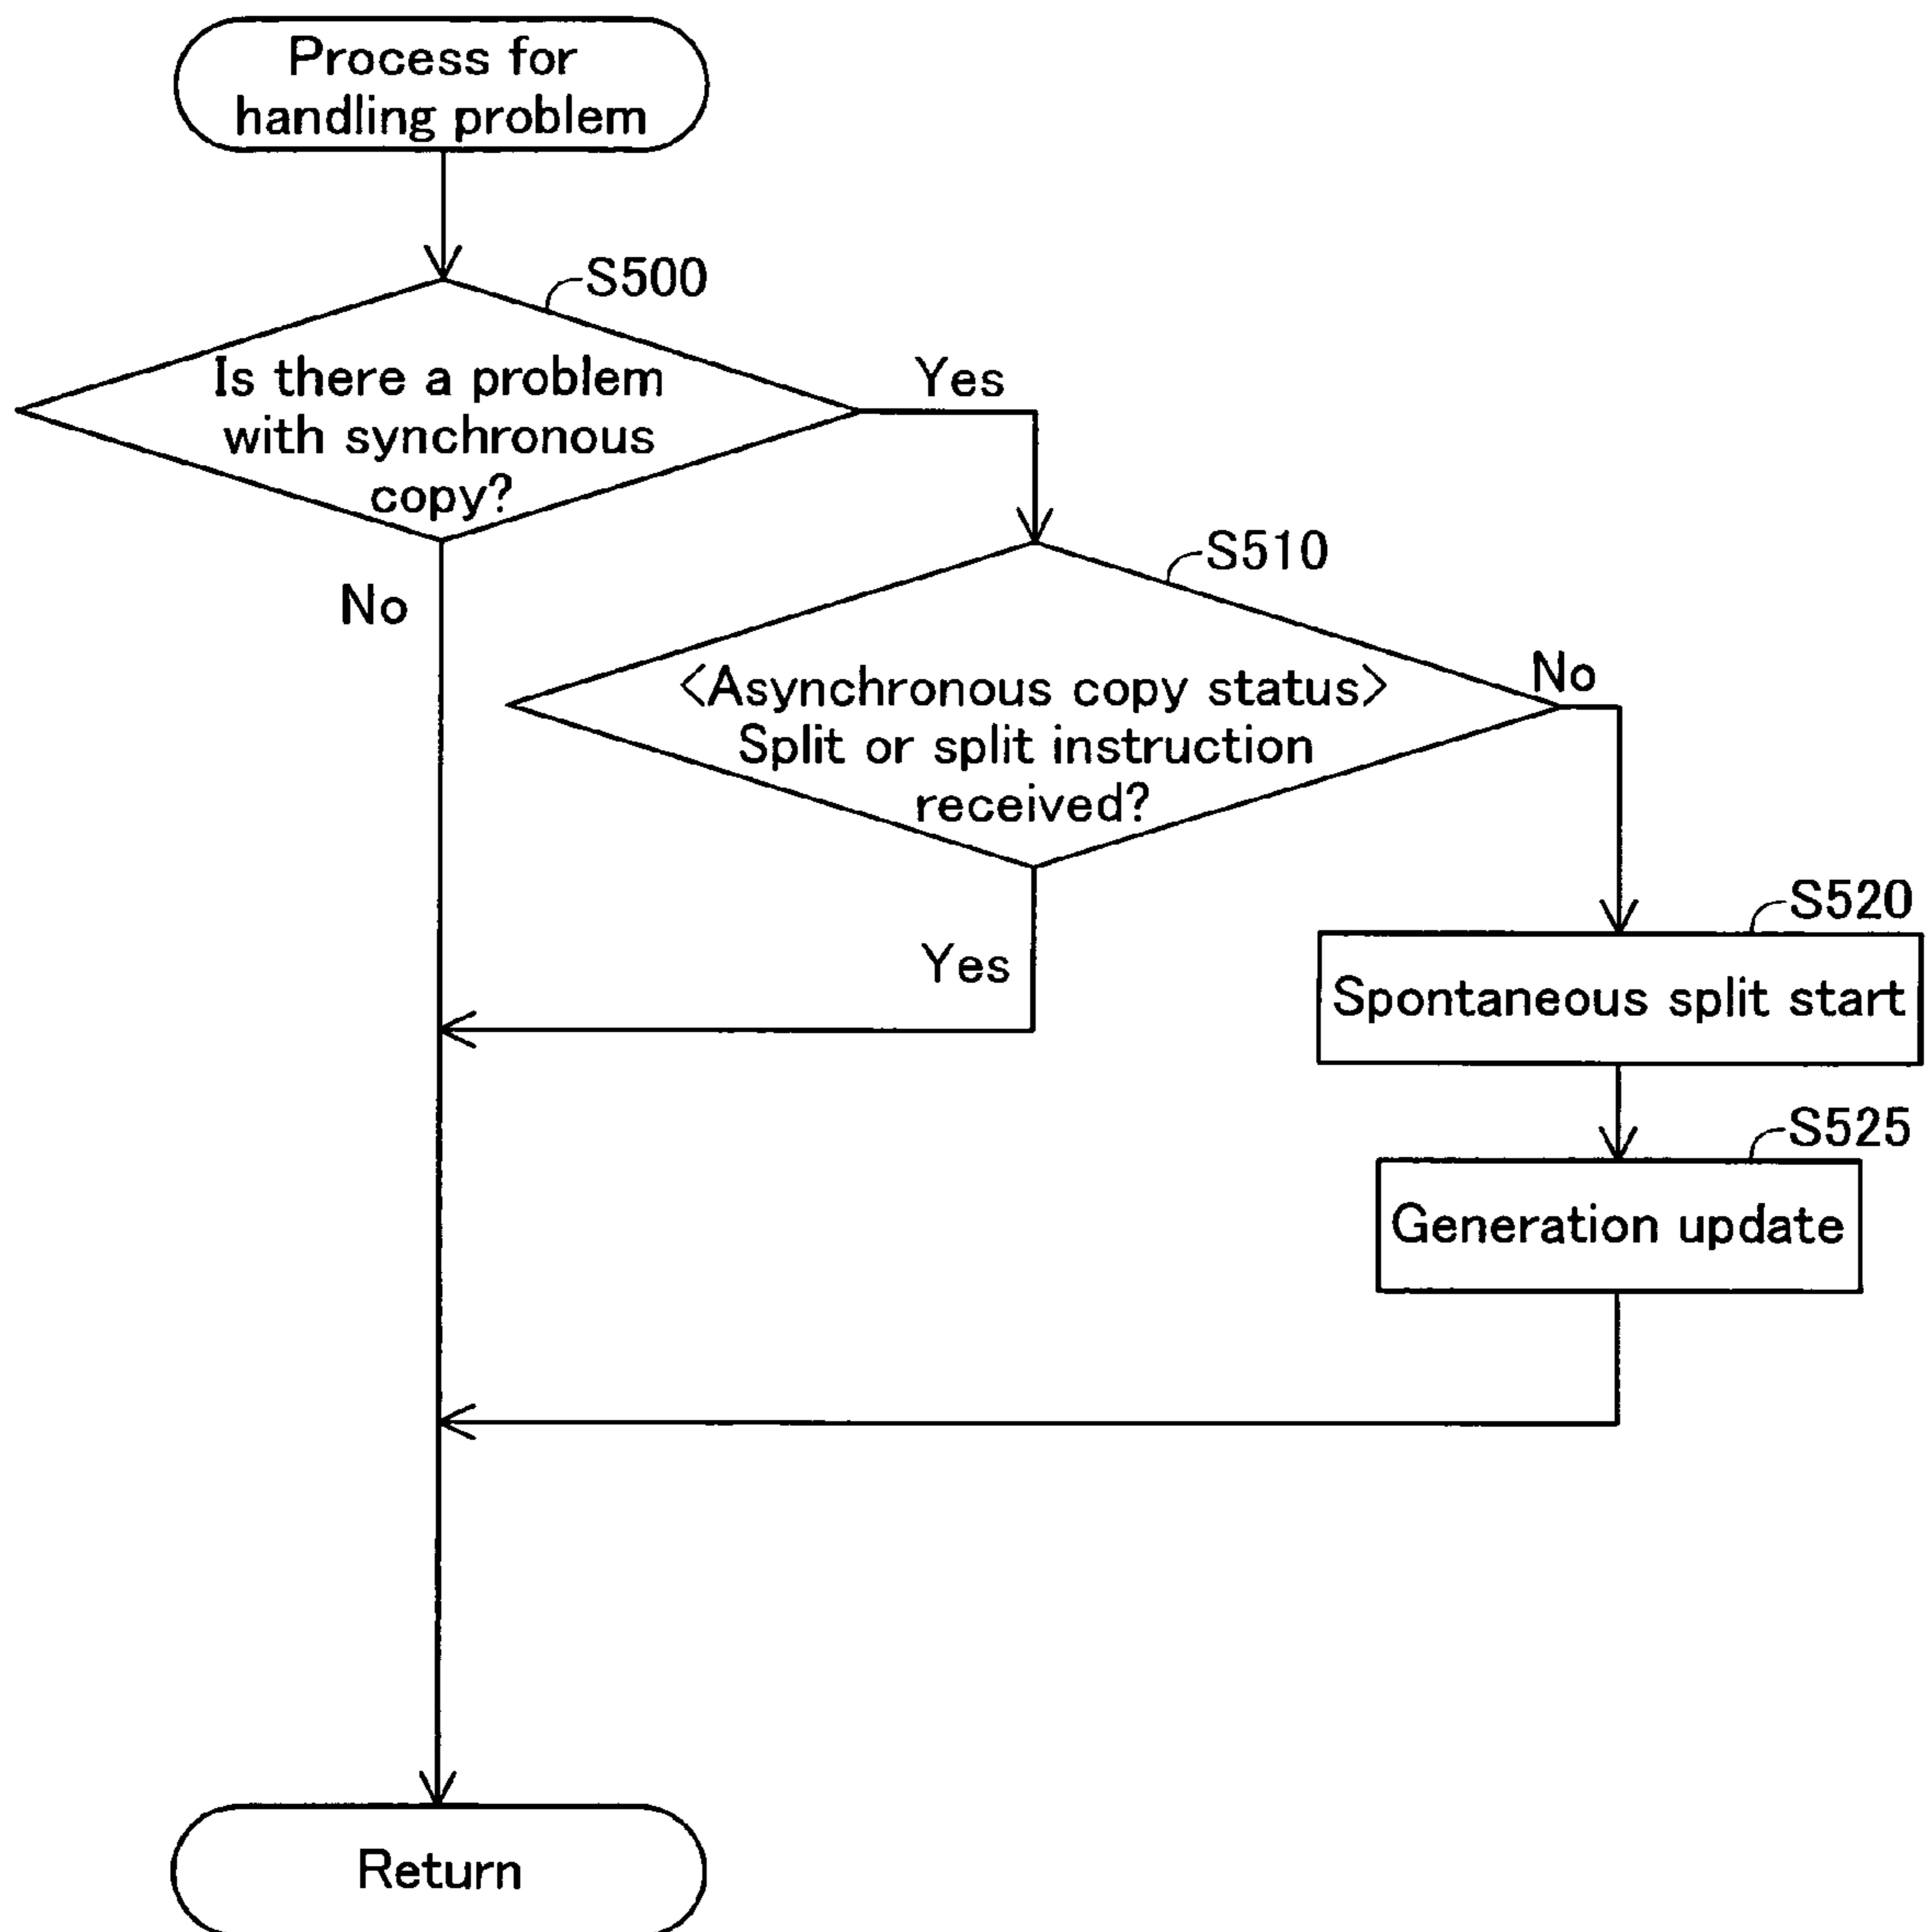 Process for
handling problem
S500
Is there a problem
with synchronous
copy?
Yes
No
S510
<Asynchronous copy status>
Split or split instruction
received?
No
Yes
S520
Spontaneous split start
S525
Generation update
Return